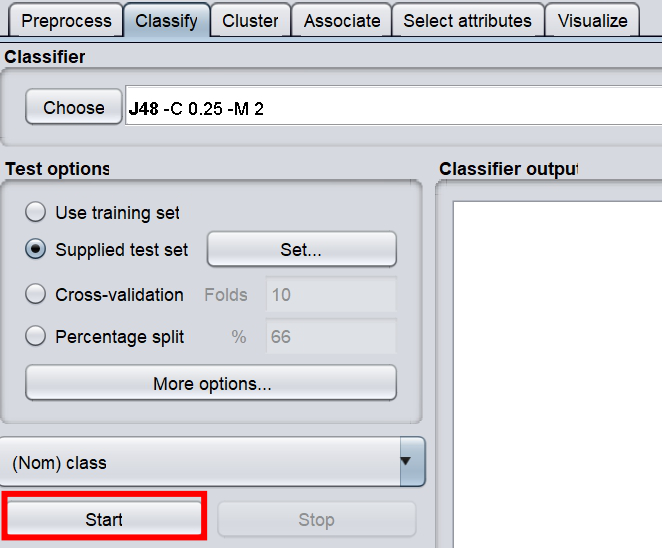 Preprocess Classify Cluster Associate Select attributes Visualize
Classifier
Choose J48 -C 0.25 -M 2
Test options
Classifier output
Use training set
Supplied test set Set...
Cross-validation Folds 10
Percentage split % 66
More options...
(Nom) class
Start Stop